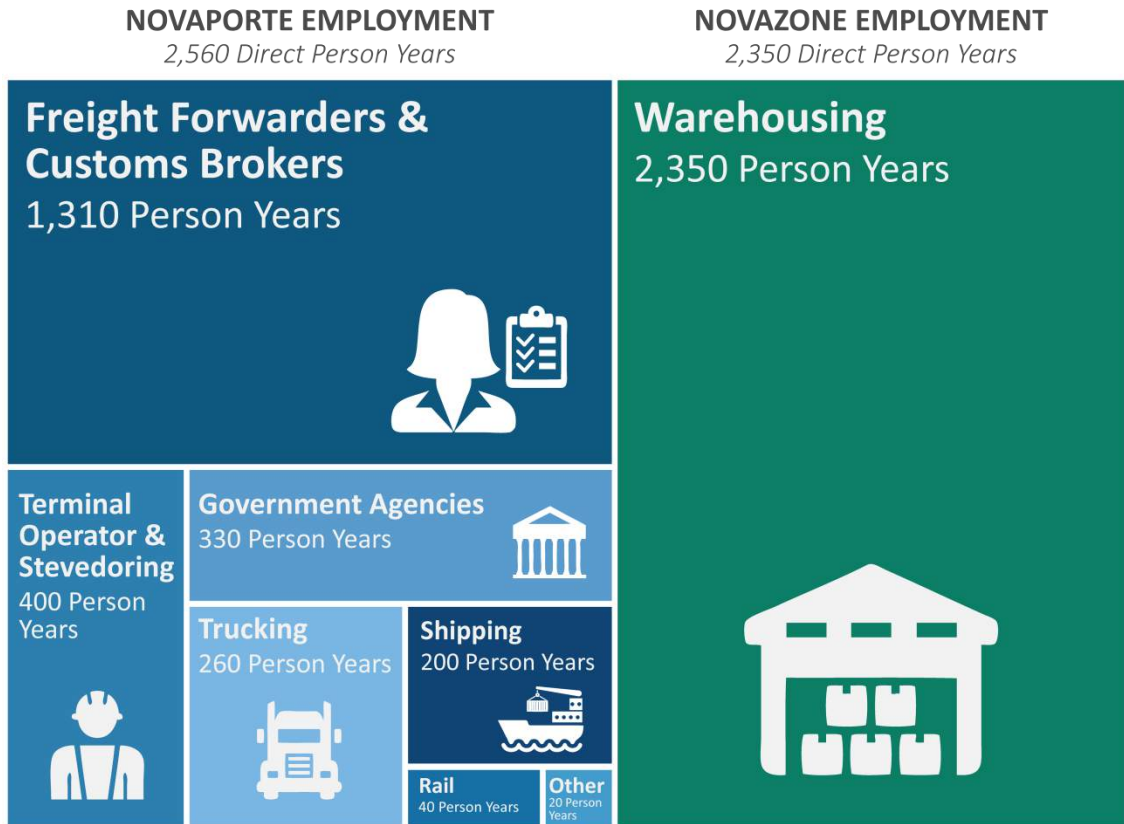 NOVAPORTE EMPLOYMENT
2,560 Direct Person Years
NOVAZONE EMPLOYMENT
2,350 Direct Person Years
Freight Forwarders &
Customs Brokers
1,310 Person Years
Warehousing
2,350 Person Years
Terminal
Operator &
Stevedoring
400 Person
Years
Government Agencies
330 Person Years
Trucking
260 Person Years
Shipping
200 Person Years
Rail
40 Person Years
Other
20 Person
Years